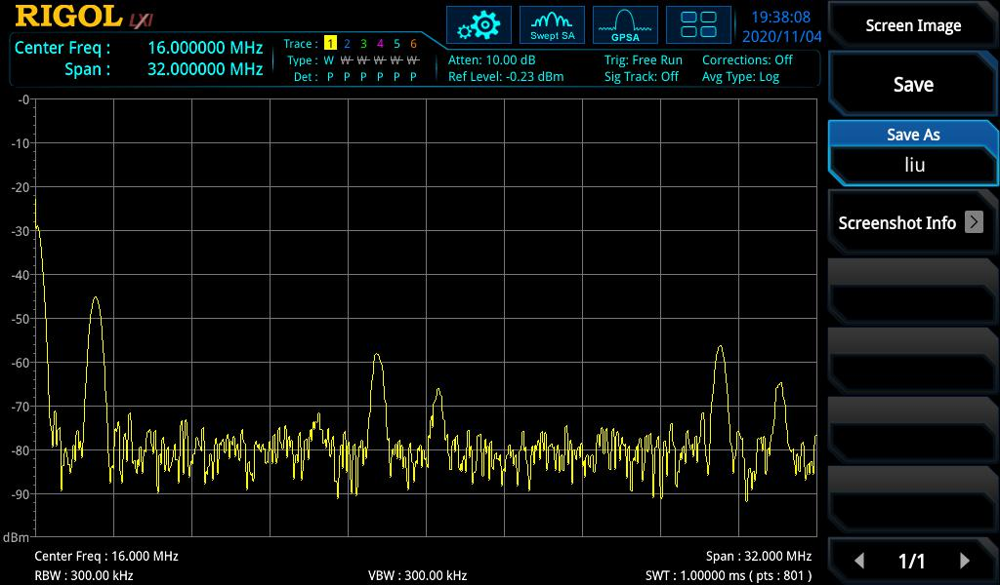 RIGOL LXI
Center Freq : 16.000000 MHz
Span : 32.000000 MHz
Trace : 1 2 3 4 5 6
Type : W W W W W W
Det : P P P P P P
Swept SA
GPSA
19:38:08
2020/11/04
Atten: 10.00 dB
Ref Level: -0.23 dBm
Trig: Free Run
Sig Track: Off
Corrections: Off
Avg Type: Log
-0
-10
-20
-30
-40
-50
-60
-70
-80
-90
dBm
Center Freq : 16.000 MHz
Span : 32.000 MHz
RBW : 300.00 kHz
VBW : 300.00 kHz
SWT : 1.00000 ms ( pts : 801 )
Screen Image
Save
Save As
liu
Screenshot Info
1/1